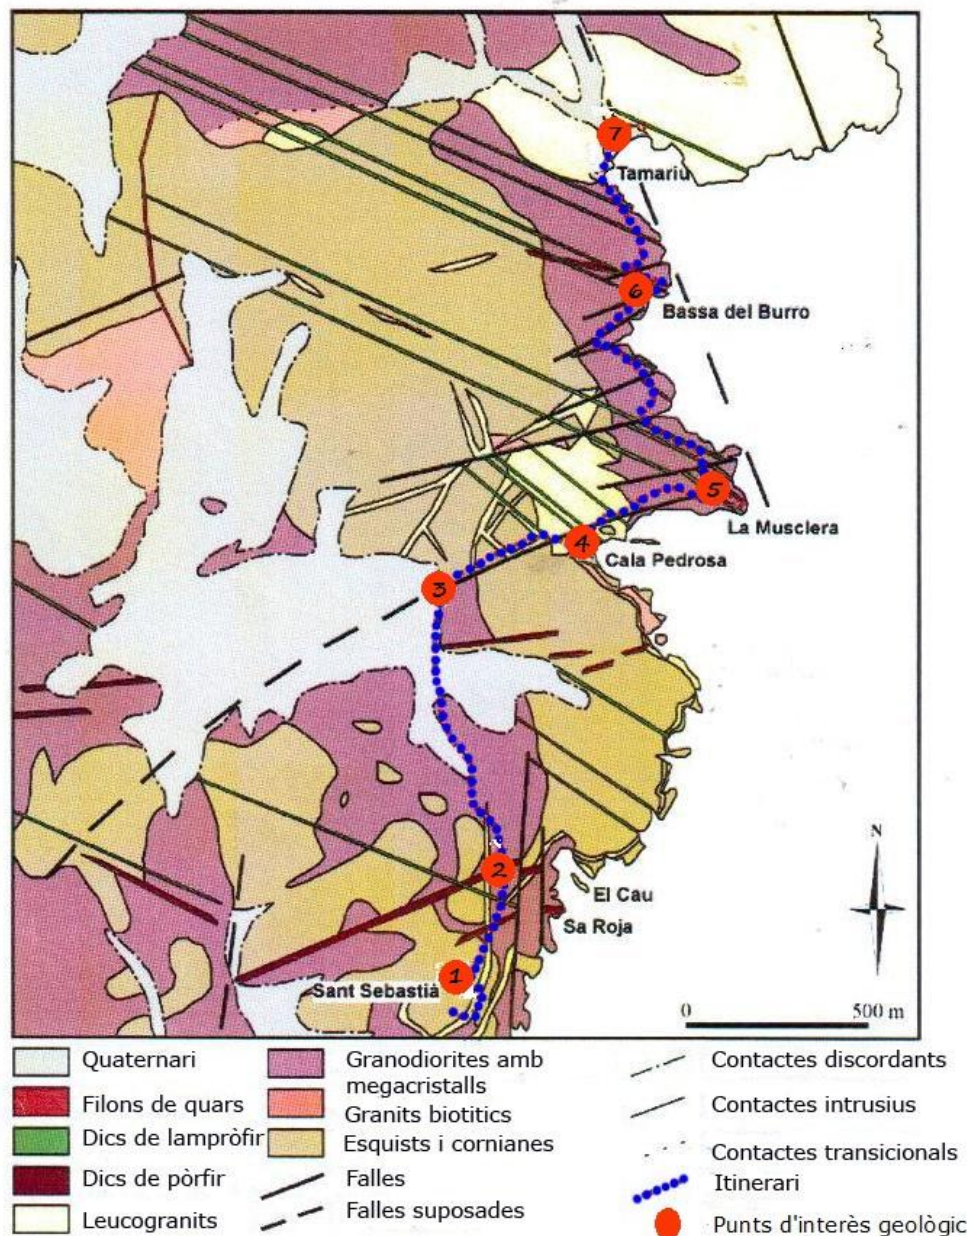 7
Tamariu
6
Bassa del Burro
5
La Musclera
4
Cala Pedrosa
3
2
El Cau
Sa Roja
1
Sant Sebastià
N
0 500 m
Quaternari
Filons de quars
Dics de lampròfir
Dics de pòrfir
Leucogranits
Granodiorites amb
megacristalls
Granits biotitics
Esquists i cornianes
Falles
Falles suposades
Contactes discordants
Contactes intrusius
Contactes transicionals
Itinerari
Punts d'interès geològic